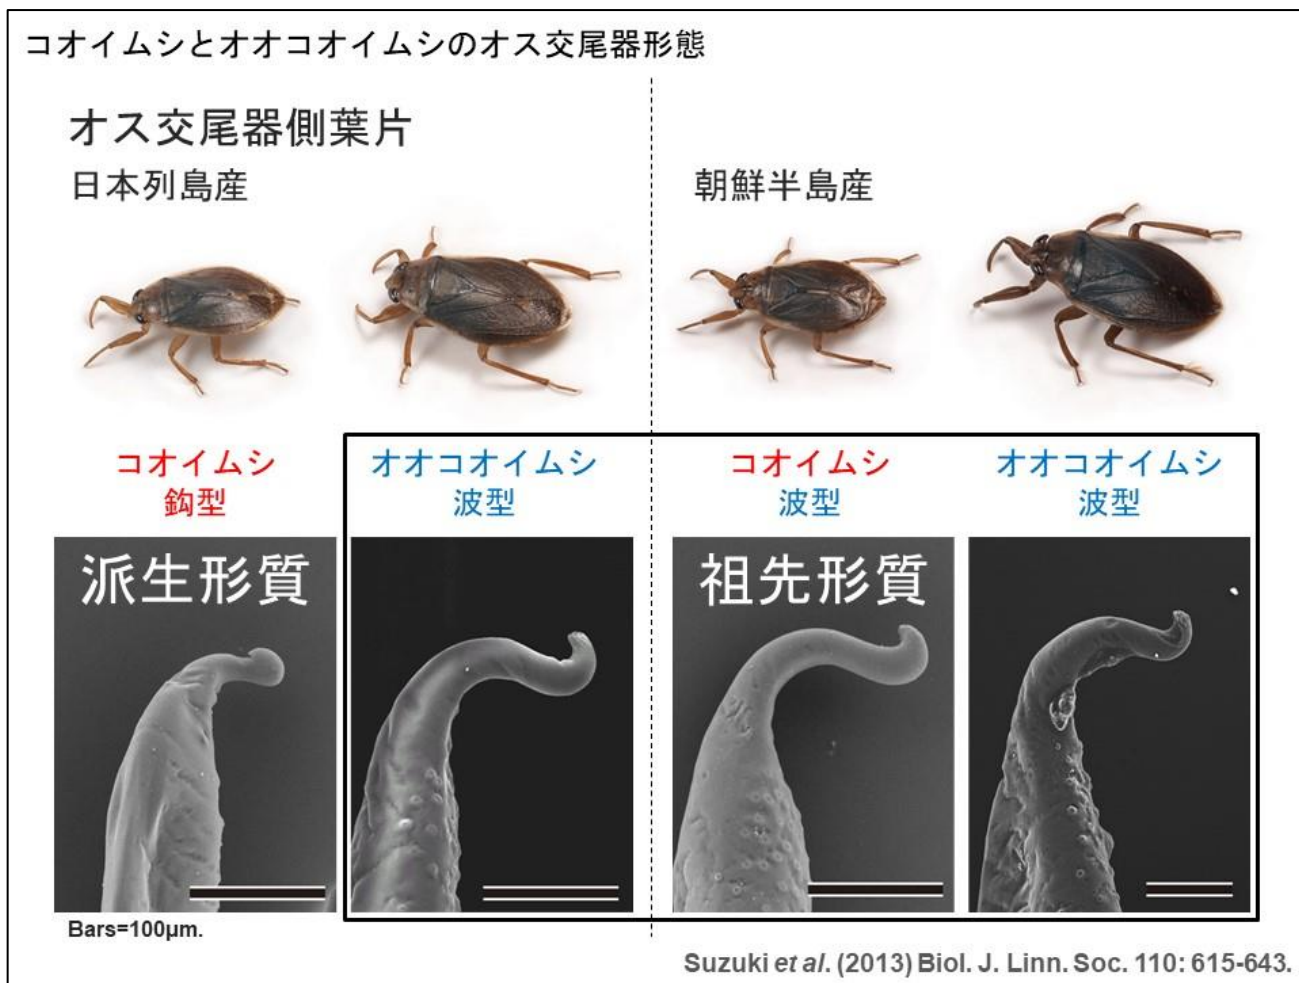 コオイムシとオオコオイムシのオス交尾器形態
オス交尾器側葉片
日本列島産
朝鮮半島産
コオイムシ
鈎型
オオコオイムシ
波型
コオイムシ
波型
オオコオイムシ
波型
派生形質
祖先形質
Bars=100μm.
Suzuki et al. (2013) Biol. J. Linn. Soc. 110: 615-643.